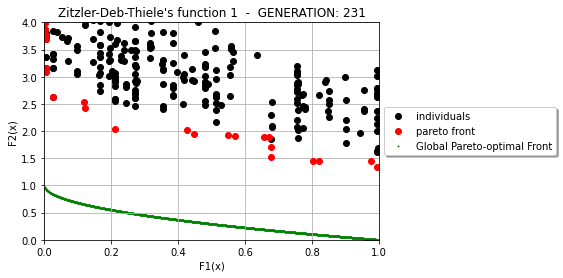 Zitzler-Deb-Thiele's function 1 - GENERATION: 231
4.0
3.5
3.0
2.5
2.0
1.5
1.0
0.5
0.0
F2(x)
0.0 0.2 0.4 0.6 0.8 1.0
F1(x)
individuals
pareto front
Global Pareto-optimal Front